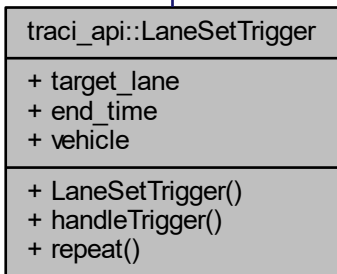 traci_api::LaneSetTrigger
+ target_lane
+ end_time
+ vehicle
+ LaneSetTrigger()
+ handleTrigger()
+ repeat()